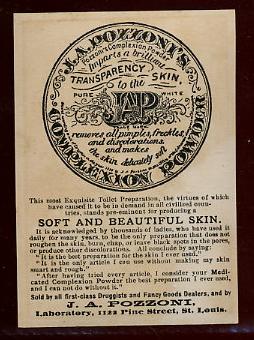 J. A. POZZONI'S
COMPLEXION POWDER
Pozzoni's Complexion Powder
Imparts a brilliant
TRANSPARENCY
to the
SKIN,
PURE
WHITE
JAP
removes all pimples, freckles
and discolorations,
and makes
the skin delicately soft
This most Exquisite Toilet Preparation, the virtues of which
have caused it to be in demand in all civilized coun-
tries, stands pre-eminent for producing a
SOFT AND BEAUTIFUL SKIN.
It is acknowledged by thousands of ladies, who have used it
daily for many years, to be the only preparation that does not
roughen the skin, burn, chap, or leave black spots in the pores,
or produce other discolorations. All conclude by saying:
"It is the best preparation for the skin I ever used."
"It is the only article I can use without making my skin
smart and rough."
"After having tried every article, I consider your Medi-
cated Complexion Powder the best preparation I ever used,
and I can not do without it."
Sold by all first-class Druggists and Fancy Goods Dealers, and by
J. A. POZZONI,
Laboratory, 1122 Pine Street, St. Louis.